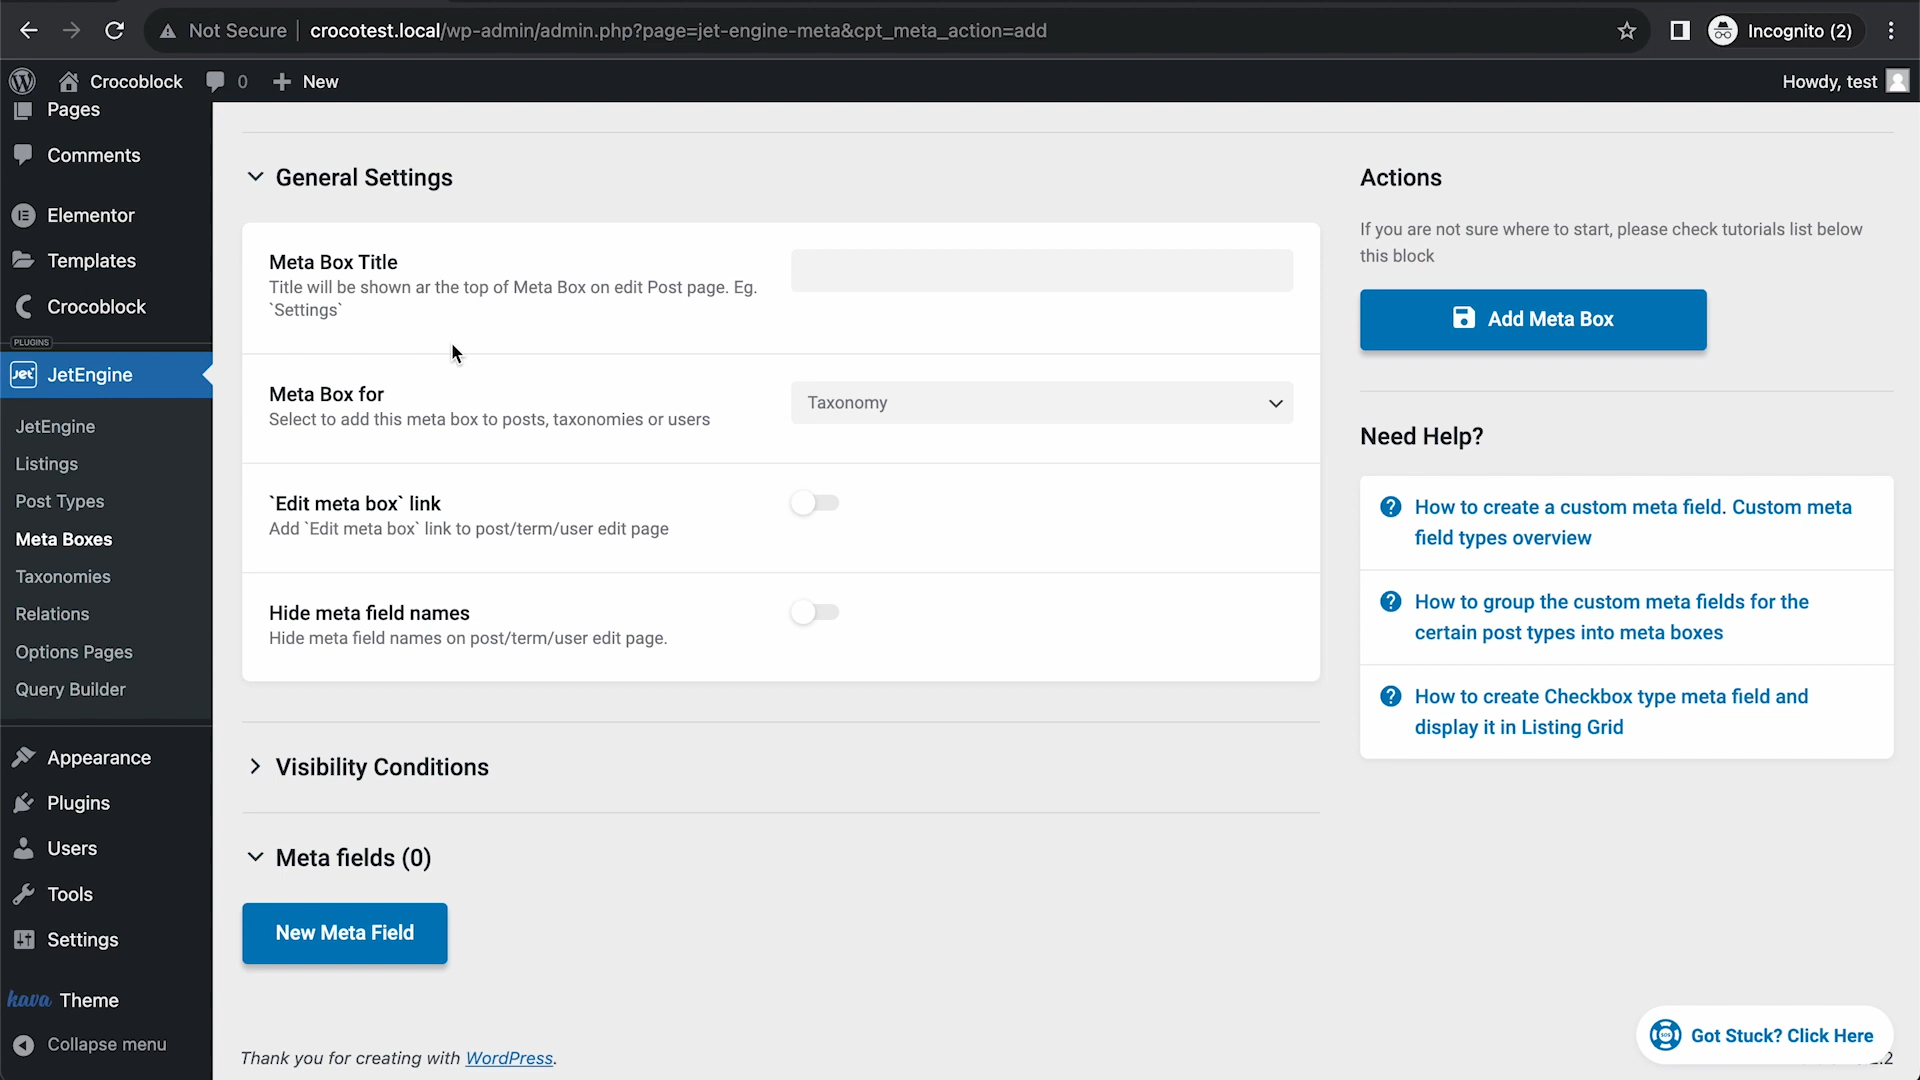 Not Secure
crocotest.local/wp-admin/admin.php?page=jet-engine-meta&cpt_meta_action=add
Incognito (2)
Crocoblock
0
New
Howdy, test
Pages
Comments
Elementor
Templates
Crocoblock
PLUGINS
JET
JetEngine
JetEngine
Listings
Post Types
Meta Boxes
Taxonomies
Relations
Options Pages
Query Builder
Appearance
Plugins
Users
Tools
Settings
kava Theme
Collapse menu
General Settings
Meta Box Title
Title will be shown ar the top of Meta Box on edit Post page. Eg.
`Settings`
Meta Box for
Select to add this meta box to posts, taxonomies or users
Taxonomy
`Edit meta box` link
Add `Edit meta box` link to post/term/user edit page
Hide meta field names
Hide meta field names on post/term/user edit page.
Visibility Conditions
Meta fields (0)
New Meta Field
Thank you for creating with WordPress.
Actions
If you are not sure where to start, please check tutorials list below
this block
Add Meta Box
Need Help?
How to create a custom meta field. Custom meta
field types overview
How to group the custom meta fields for the
certain post types into meta boxes
How to create Checkbox type meta field and
display it in Listing Grid
Got Stuck? Click Here